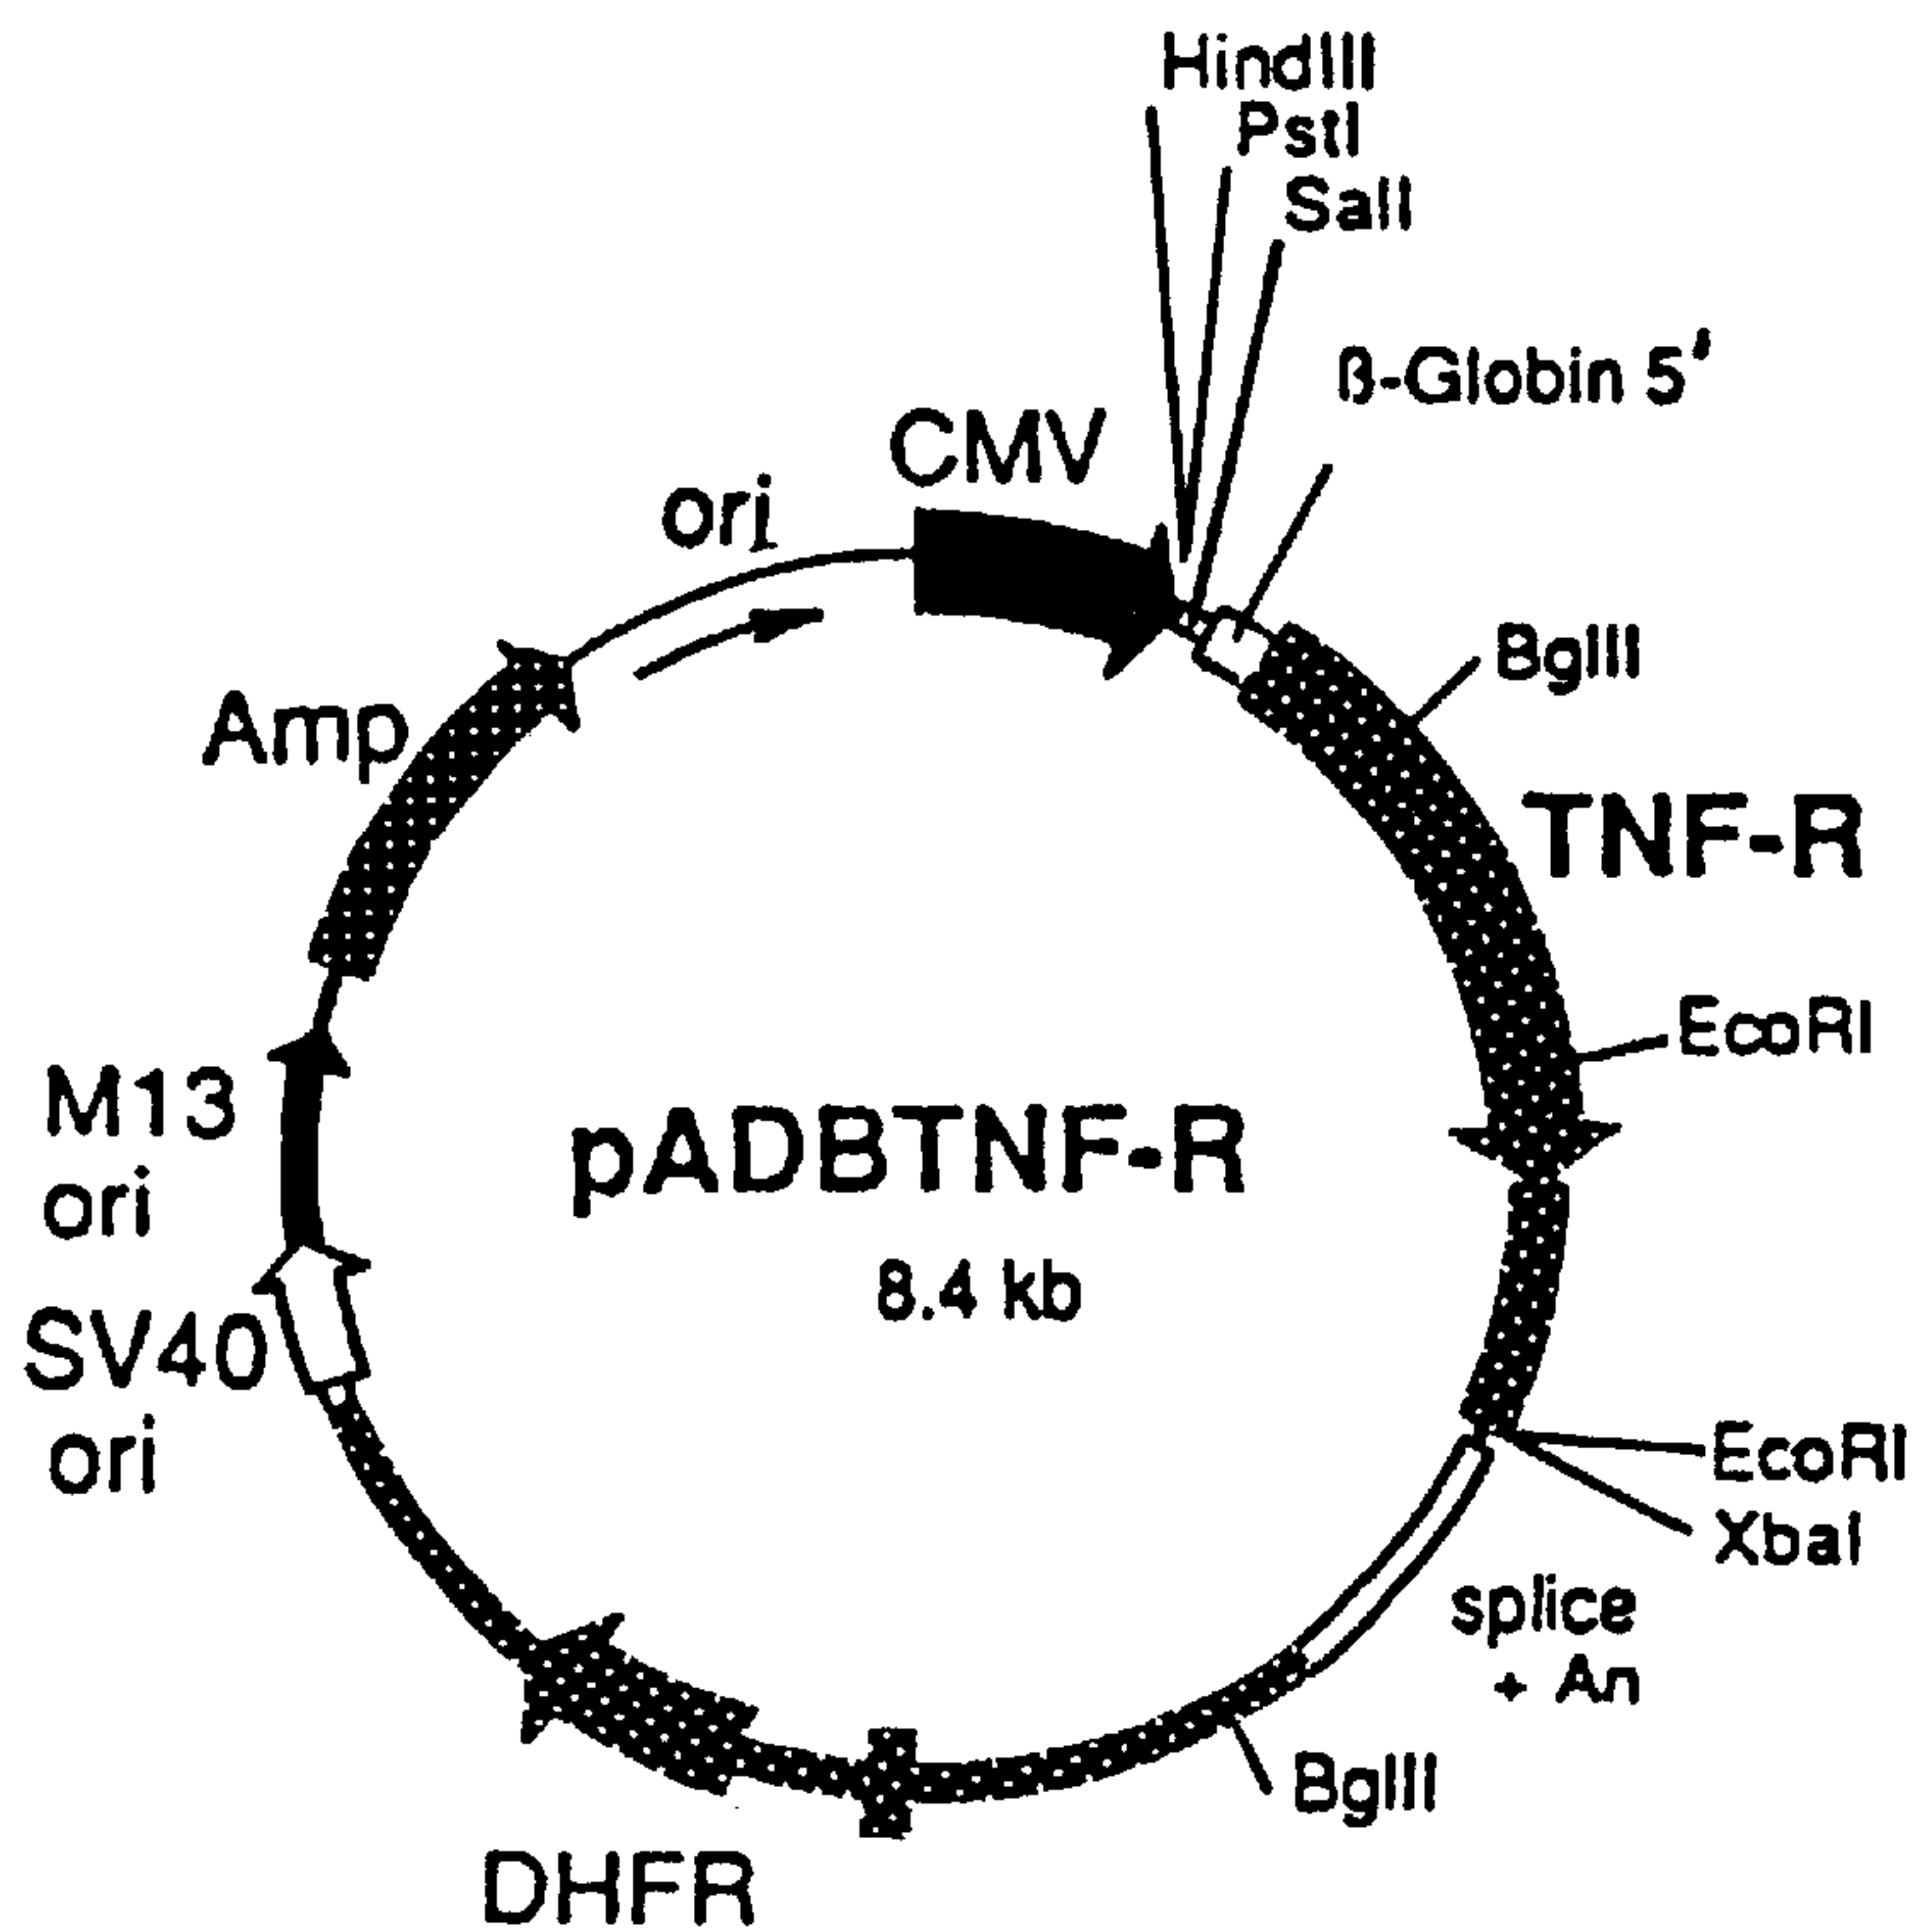 HindIII
PstI
SalI
ß-Globin 5'
CMV
ori
BglII
Amp
TNF-R
EcoRI
M13
ori
pADBTNF-R
8.4 kb
SV40
ori
EcoRI
XbaI
splice
+ An
BglII
DHFR